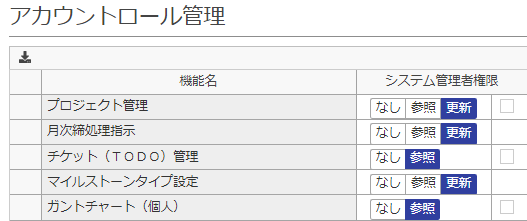 アカウントロール管理
機能名 システム管理者権限
プロジェクト管理 なし 参照 更新
月次締処理指示 なし 参照 更新
チケット（ＴＯＤＯ）管理 なし 参照
マイルストーンタイプ設定 なし 参照 更新
ガントチャート（個人） なし 参照